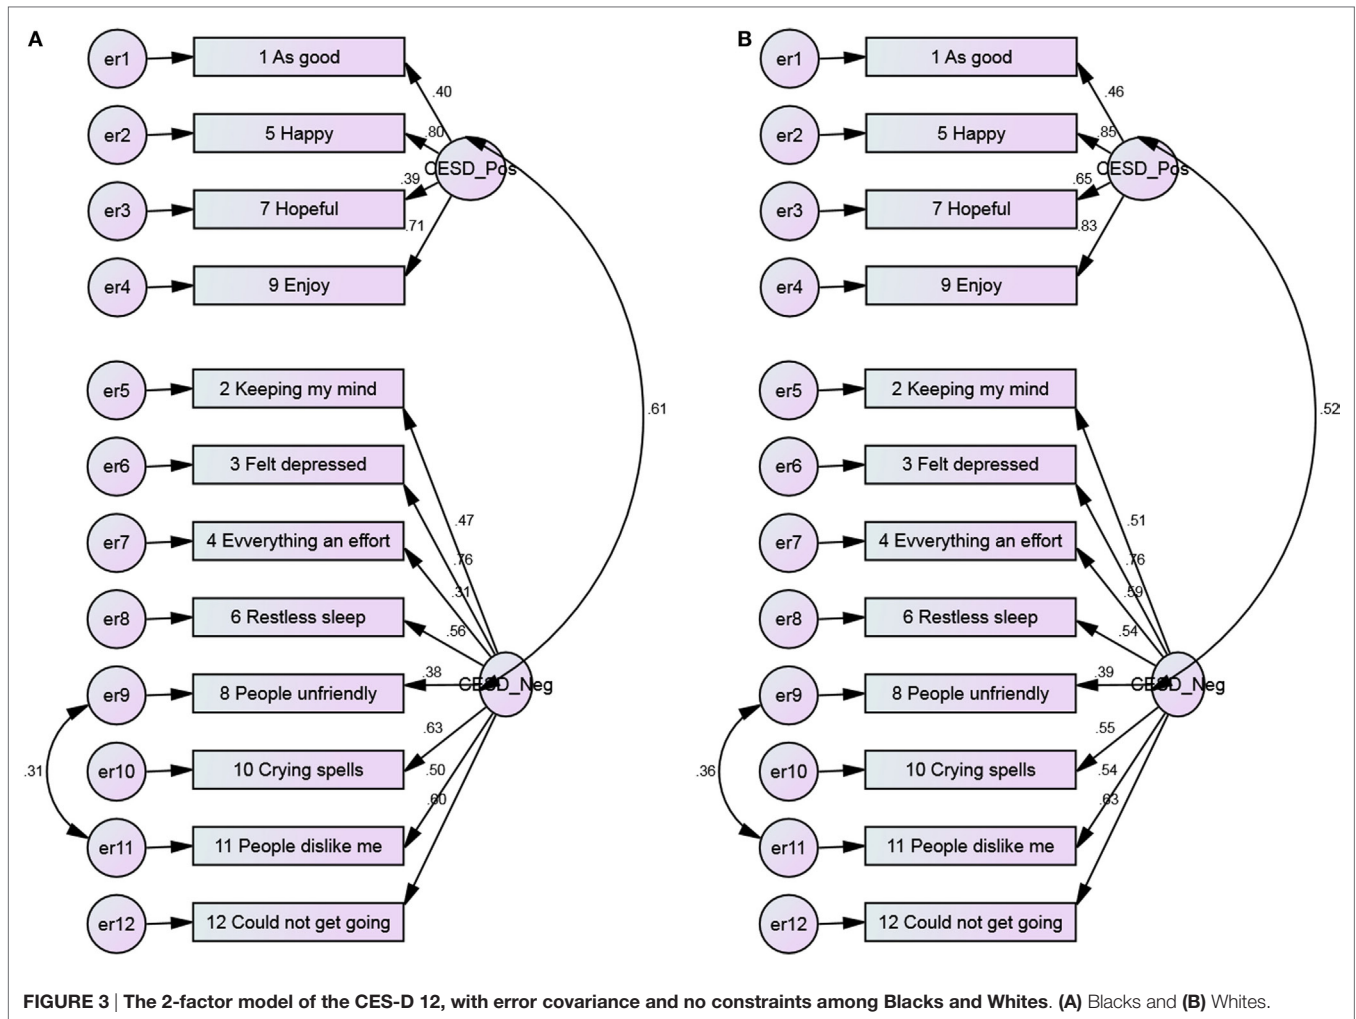 A
er1
1 As good
.40
er2
5 Happy
.80
CESD_Pos
er3
7 Hopeful
.39
.71
er4
9 Enjoy
er5
2 Keeping my mind
.61
er6
3 Felt depressed
.47
er7
4 Evverything an effort
.76
.31
er8
6 Restless sleep
.56
er9
8 People unfriendly
.38
CESD_Neg
.63
.31
er10
10 Crying spells
.50
.60
er11
11 People dislike me
er12
12 Could not get going
B
er1
1 As good
.46
er2
5 Happy
.85
CESD_Pos
er3
7 Hopeful
.65
.83
er4
9 Enjoy
er5
2 Keeping my mind
.52
er6
3 Felt depressed
.51
er7
4 Evverything an effort
.76
.59
er8
6 Restless sleep
.54
er9
8 People unfriendly
.39
CESD_Neg
.55
.36
er10
10 Crying spells
.54
.63
er11
11 People dislike me
er12
12 Could not get going
FIGURE 3 | The 2-factor model of the CES-D 12, with error covariance and no constraints among Blacks and Whites. (A) Blacks and (B) Whites.